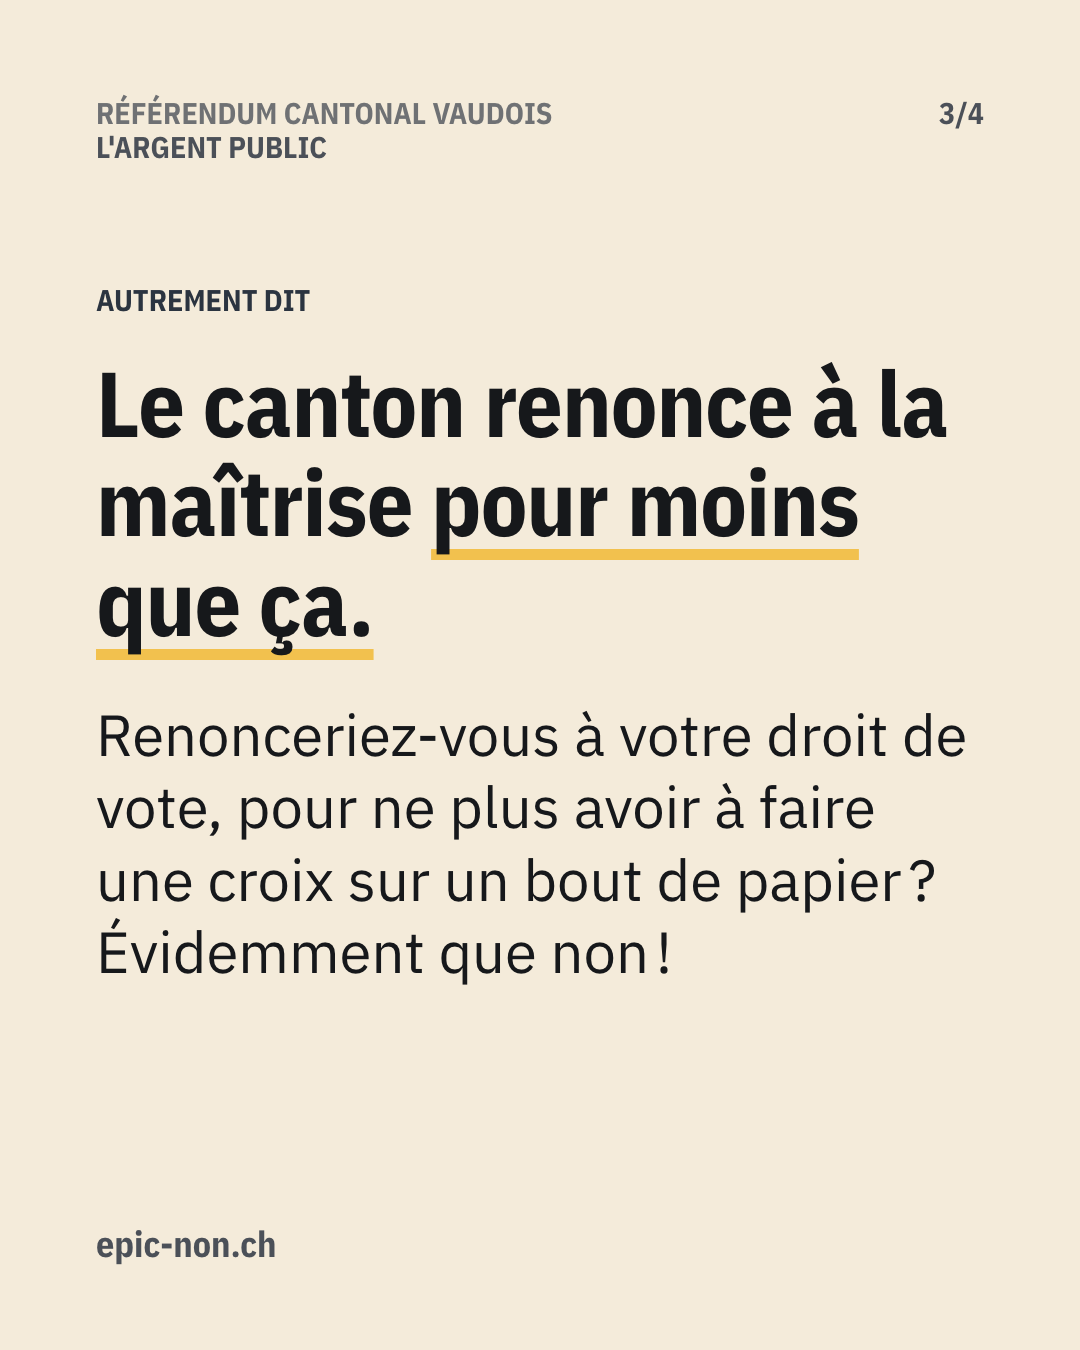 RÉFÉRENDUM CANTONAL VAUDOIS
L'ARGENT PUBLIC
3/4
AUTREMENT DIT
Le canton renonce à la
maîtrise pour moins
que ça.
Renonceriez-vous à votre droit de
vote, pour ne plus avoir à faire
une croix sur un bout de papier ?
Évidemment que non !
epic-non.ch